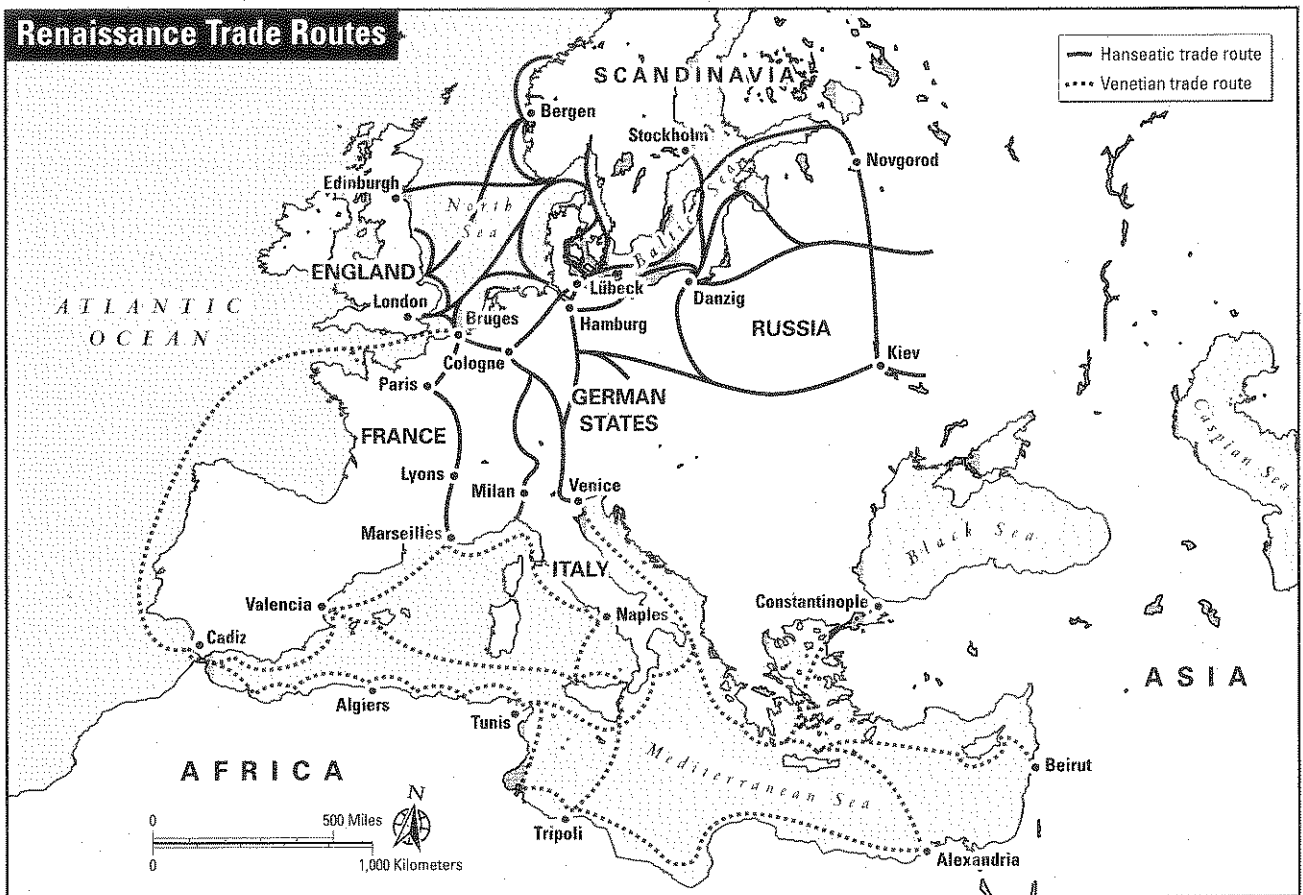 Renaissance Trade Routes
Hanseatic trade route
Venetian trade route
SCANDINAVIA
Bergen
Stockholm
Novgorod
Edinburgh
North
Sea
Baltic Sea
ENGLAND
London
Lübeck
Danzig
ATLANTIC
OCEAN
Bruges
Hamburg
RUSSIA
Cologne
Kiev
Paris
GERMAN
STATES
FRANCE
Caspian Sea
Lyons
Milan
Venice
Black Sea
Marseilles
ITALY
Valencia
Naples
Constantinople
Cadiz
ASIA
Algiers
Tunis
Mediterranean Sea
Beirut
AFRICA
N
0
500 Miles
0
1,000 Kilometers
Tripoli
Alexandria